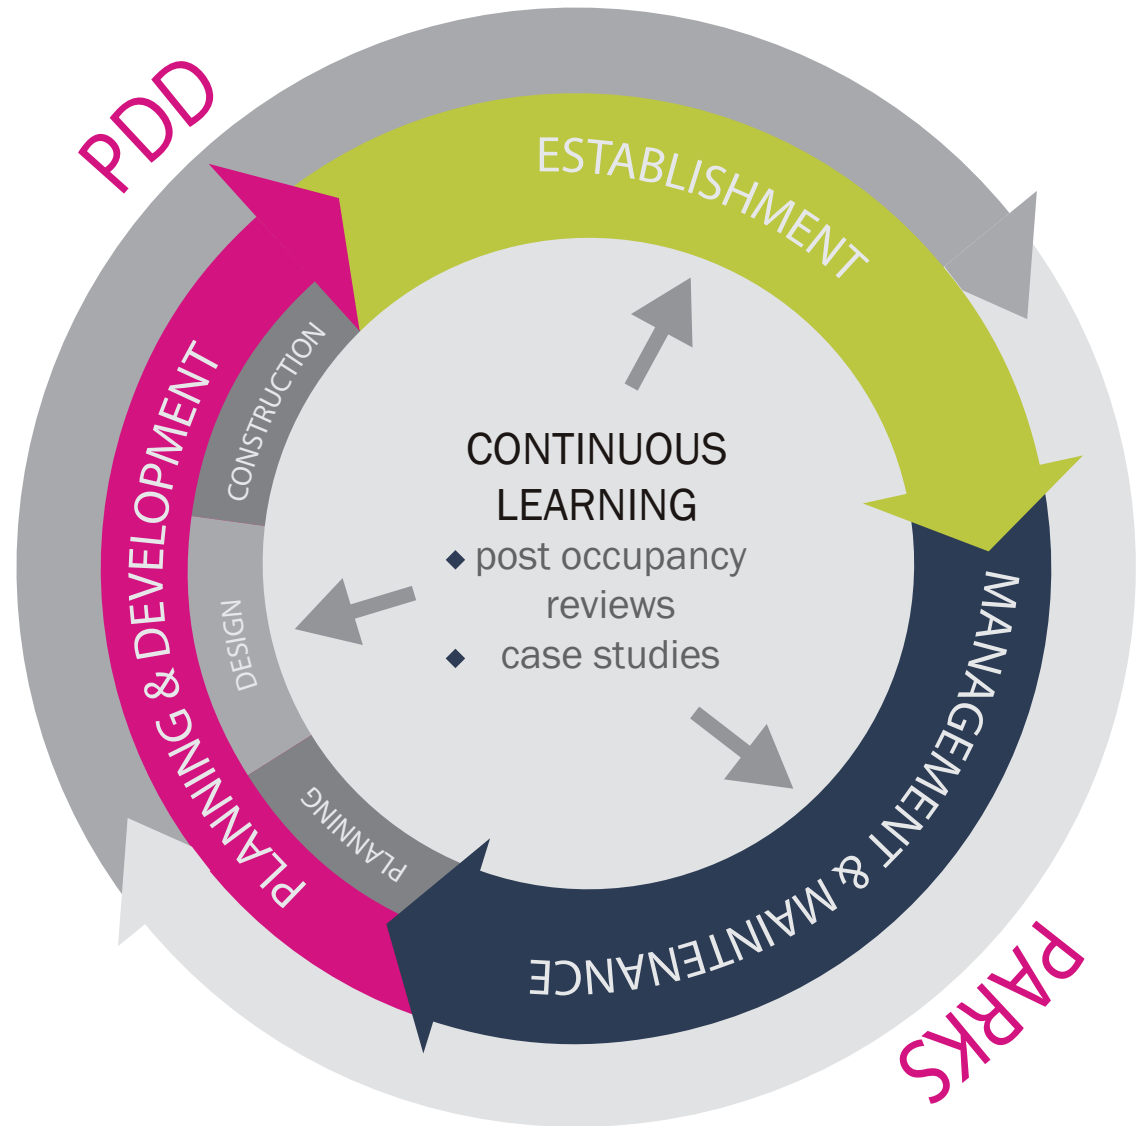 PDD
ESTABLISHMENT
PLANNING & DEVELOPMENT
CONSTRUCTION
DESIGN
PLANNING
CONTINUOUS
LEARNING
post occupancy
reviews
case studies
MANAGEMENT & MAINTENANCE
PARKS